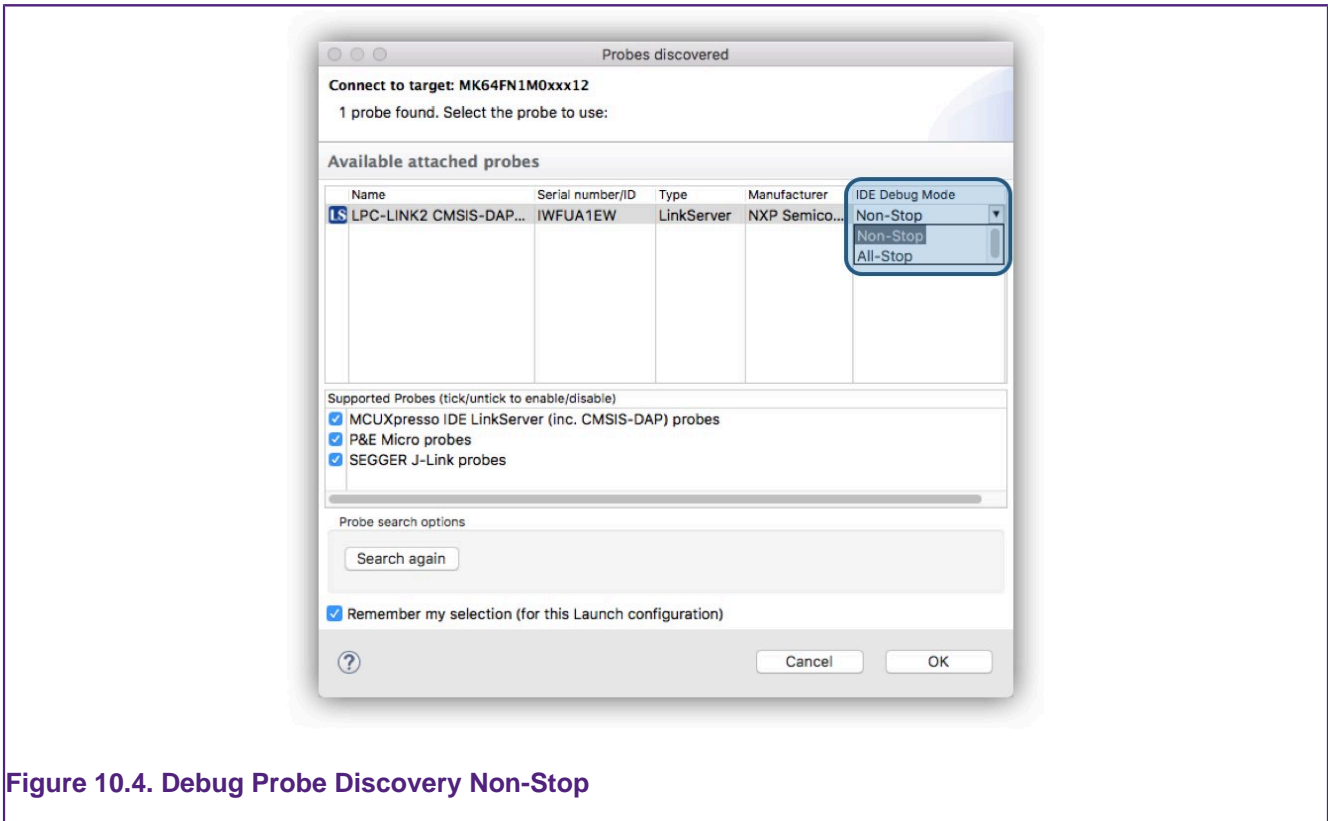 Probes discovered
Connect to target: MK64FN1M0xxx12
1 probe found. Select the probe to use:
Available attached probes
Name Serial number/ID Type Manufacturer IDE Debug Mode
LS LPC-LINK2 CMSIS-DAP... IWFUA1EW LinkServer NXP Semico... Non-Stop
Non-Stop
All-Stop
Supported Probes (tick/untick to enable/disable)
MCUXpresso IDE LinkServer (inc. CMSIS-DAP) probes
P&E Micro probes
SEGGER J-Link probes
Probe search options
Search again
Remember my selection (for this Launch configuration)
? Cancel OK
Figure 10.4. Debug Probe Discovery Non-Stop